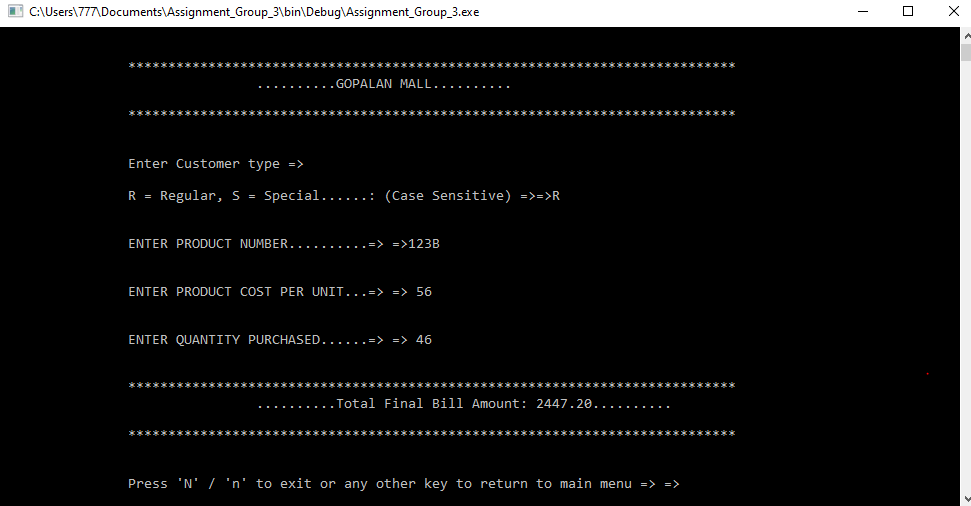 C:\Users\777\Documents\Assignment_Group_3\bin\Debug\Assignment_Group_3.exe
****************************************************************************
..........GOPALAN MALL..........
****************************************************************************
Enter Customer type =>
R = Regular, S = Special......: (Case Sensitive) =>=>R
ENTER PRODUCT NUMBER..........=> =>123B
ENTER PRODUCT COST PER UNIT...=> => 56
ENTER QUANTITY PURCHASED......=> => 46
****************************************************************************
..........Total Final Bill Amount: 2447.20..........
****************************************************************************
Press 'N' / 'n' to exit or any other key to return to main menu => =>